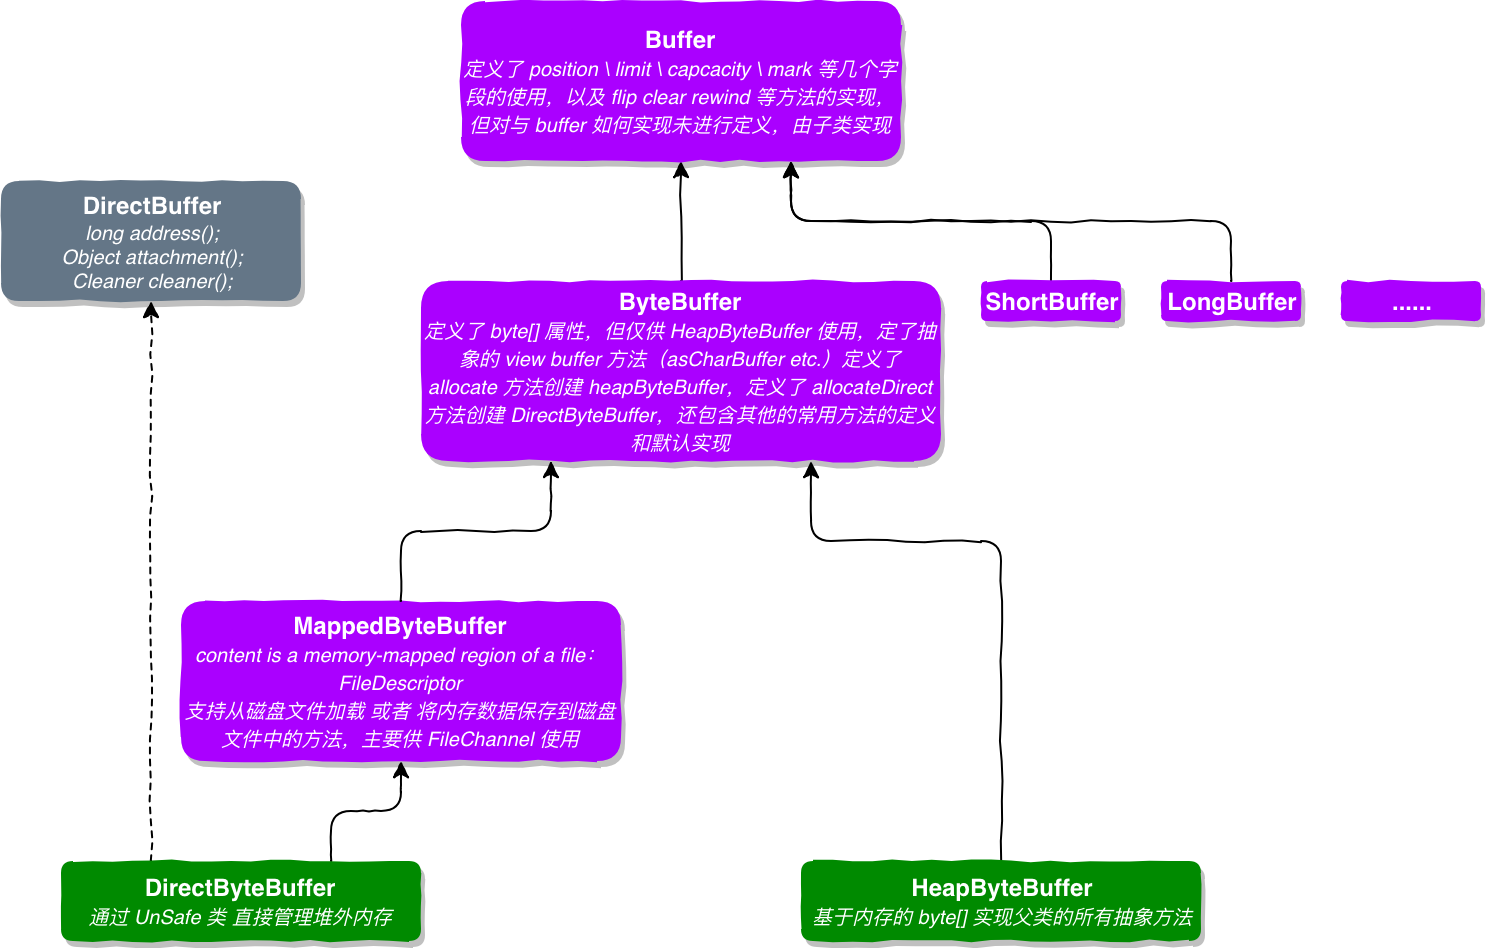 Buffer
定义了 position \ limit \ capcacity \ mark 等几个字
段的使用，以及 flip clear rewind 等方法的实现，
但对与 buffer 如何实现未进行定义，由子类实现
DirectBuffer
long address();
Object attachment();
Cleaner cleaner();
ByteBuffer
定义了 byte[] 属性，但仅供 HeapByteBuffer 使用，定了抽
象的 view buffer 方法（asCharBuffer etc.）定义了
allocate 方法创建 heapByteBuffer，定义了 allocateDirect
方法创建 DirectByteBuffer，还包含其他的常用方法的定义
和默认实现
ShortBuffer
LongBuffer
......
MappedByteBuffer
content is a memory-mapped region of a file：
FileDescriptor
支持从磁盘文件加载 或者 将内存数据保存到磁盘
文件中的方法，主要供 FileChannel 使用
DirectByteBuffer
通过 UnSafe 类 直接管理堆外内存
HeapByteBuffer
基于内存的 byte[] 实现父类的所有抽象方法